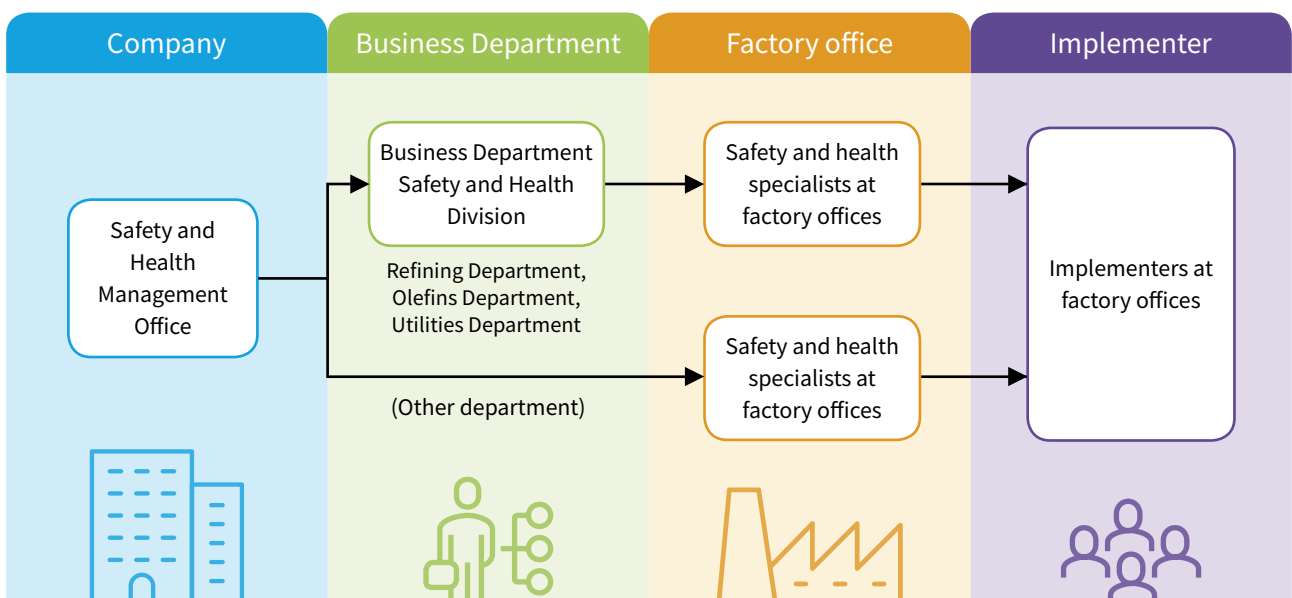 Company
Business Department
Factory office
Implementer
Safety and
Health
Management
Office
Business Department
Safety and Health
Division
Refining Department,
Olefins Department,
Utilities Department
(Other department)
Safety and health
specialists at
factory offices
Safety and health
specialists at
factory offices
Implementers at
factory offices